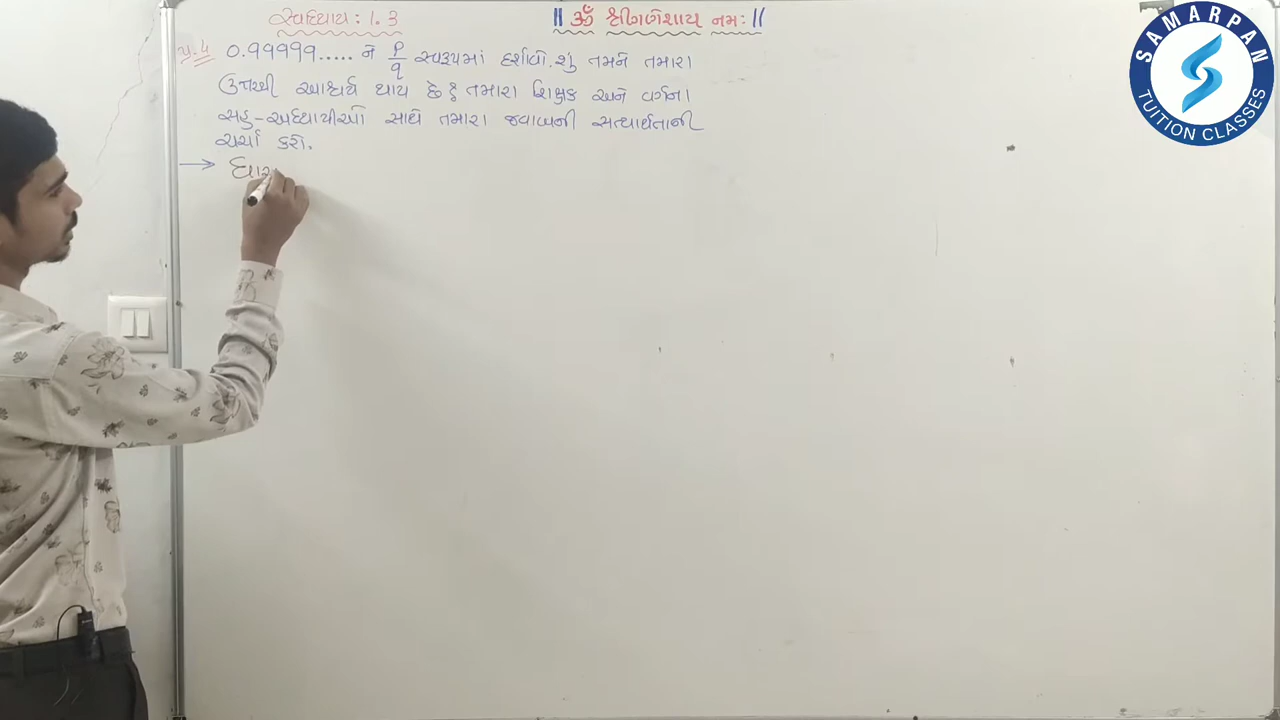 સ્વાધ્યાય : 1.3
॥ ૐ શ્રી ગણેશાય નમઃ ॥
પ્ર.4 0.99999..... ને p/q સ્વરૂપમાં દર્શાવો. શું તમને તમારા
ઉત્તરથી આશ્ચર્ય થાય છે? તમારા શિક્ષક અને વર્ગના
સહ-અધ્યાયીઓ સાથે તમારા જવાબની સત્યાર્થતાની
ચર્ચા કરો.
→ ધાર
SAMARPAN
TUITION CLASSES